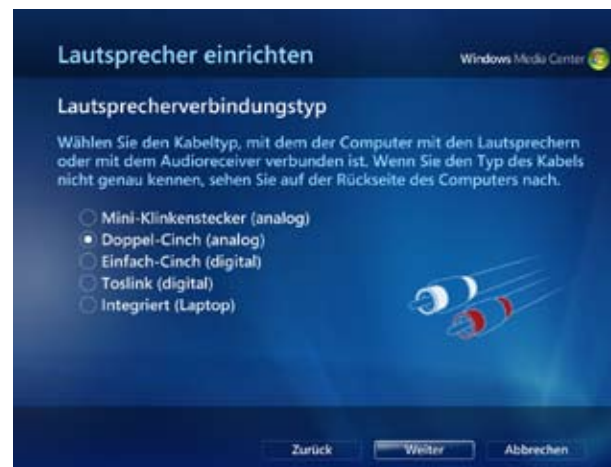 Lautsprecher einrichten
Windows Media Center
Lautsprecherverbindungstyp
Wählen Sie den Kabeltyp, mit dem der Computer mit den Lautsprechern
oder mit dem Audioreceiver verbunden ist. Wenn Sie den Typ des Kabels
nicht genau kennen, sehen Sie auf der Rückseite des Computers nach.
Mini-Klinkenstecker (analog)
Doppel-Cinch (analog)
Einfach-Cinch (digital)
Toslink (digital)
Integriert (Laptop)
Zurück
Weiter
Abbrechen